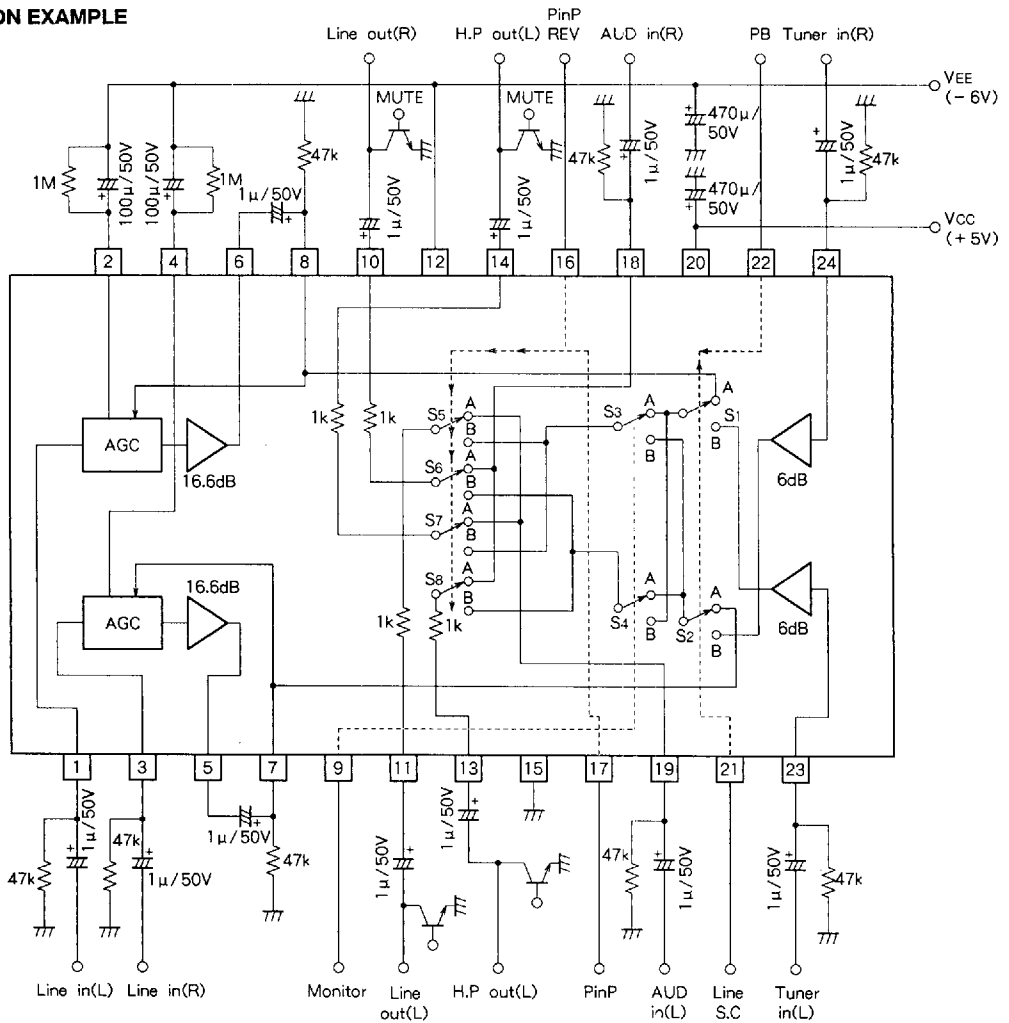 ON EXAMPLE
Line out(R)
H.P out(L)
PinP
REV
AUD in(R)
PB
Tuner in(R)
VEE
(−6V)
MUTE
MUTE
1M
100μ/50V
100μ/50V
1M
1μ/50V
47k
1μ/50V
1μ/50V
47k
1μ/50V
470μ/
50V
470μ/
50V
1μ/50V
47k
VCC
(+5V)
2
4
6
8
10
12
14
16
18
20
22
24
AGC
16.6dB
1k
1k
S5
A
B
S6
A
B
S7
A
B
S8
A
B
S3
A
B
A
S1
B
6dB
AGC
16.6dB
1k
1k
A
S4
B
S2
A
B
6dB
1
3
5
7
9
11
13
15
17
19
21
23
1μ/50V
47k
47k
1μ/50V
1μ/50V
47k
1μ/50V
1μ/50V
47k
1μ/50V
1μ/50V
47k
Line in(L)
Line in(R)
Monitor
Line
out(L)
H.P out(L)
PinP
AUD
in(L)
Line
S.C
Tuner
in(L)